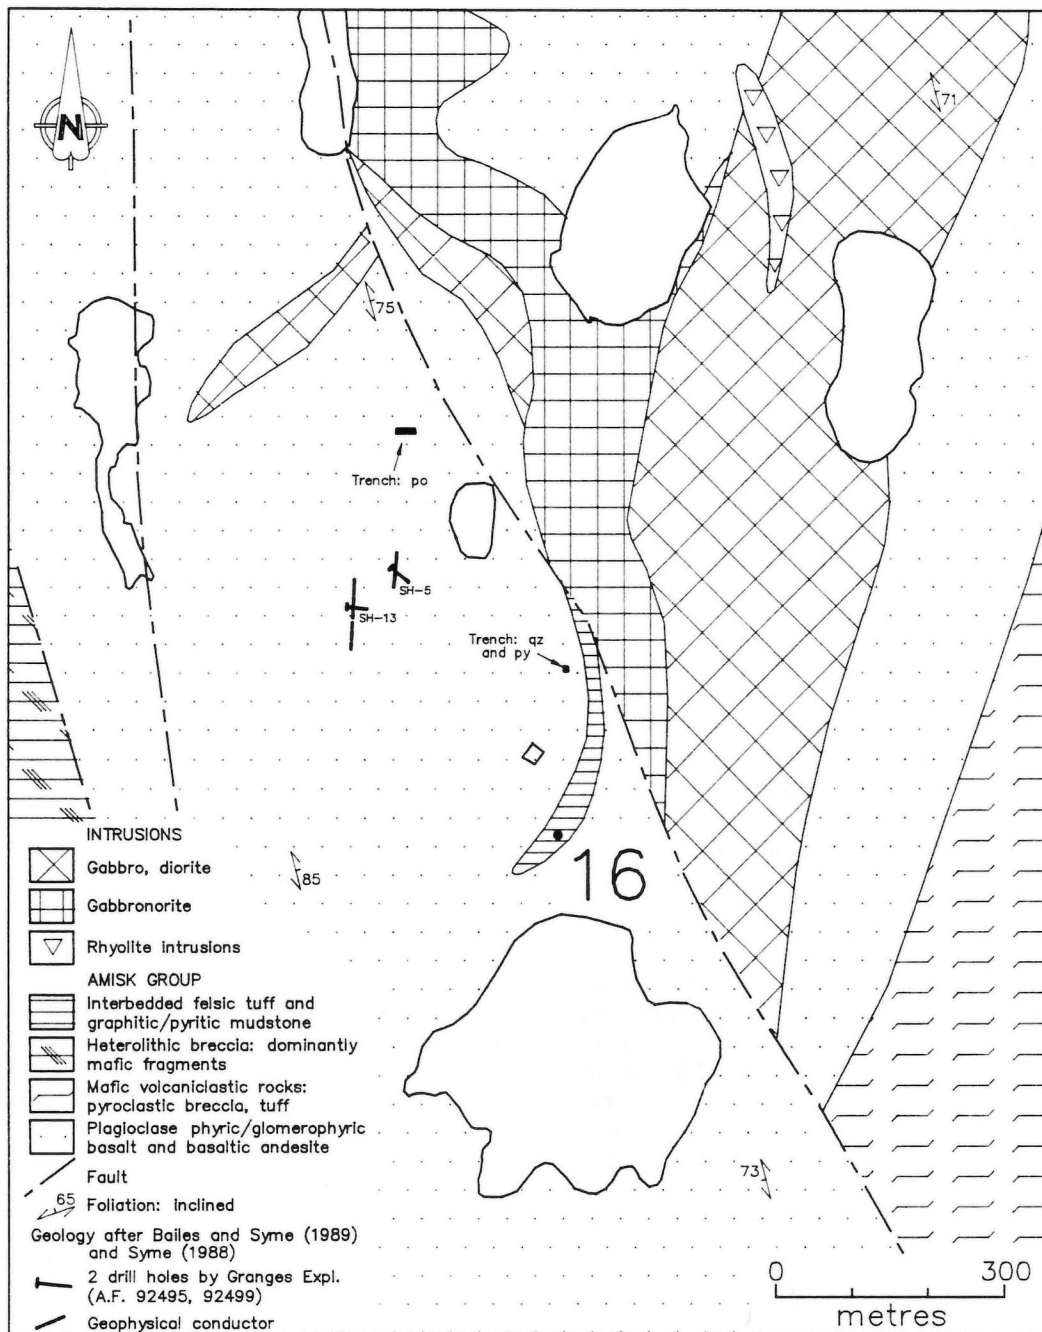 N
71
75
Trench: po
SH-5
SH-13
Trench: qz
and py
85
16
73
INTRUSIONS
Gabbro, diorite
Gabbronorite
Rhyolite intrusions
AMISK GROUP
Interbedded felsic tuff and
graphitic/pyritic mudstone
Heterolithic breccia: dominantly
mafic fragments
Mafic volcaniclastic rocks:
pyroclastic breccia, tuff
Plagioclase phyric/glomerophyric
basalt and basaltic andesite
Fault
65 Foliation: inclined
Geology after Bailes and Syme (1989)
and Syme (1988)
2 drill holes by Granges Expl.
(A.F. 92495, 92499)
Geophysical conductor
0 300
metres